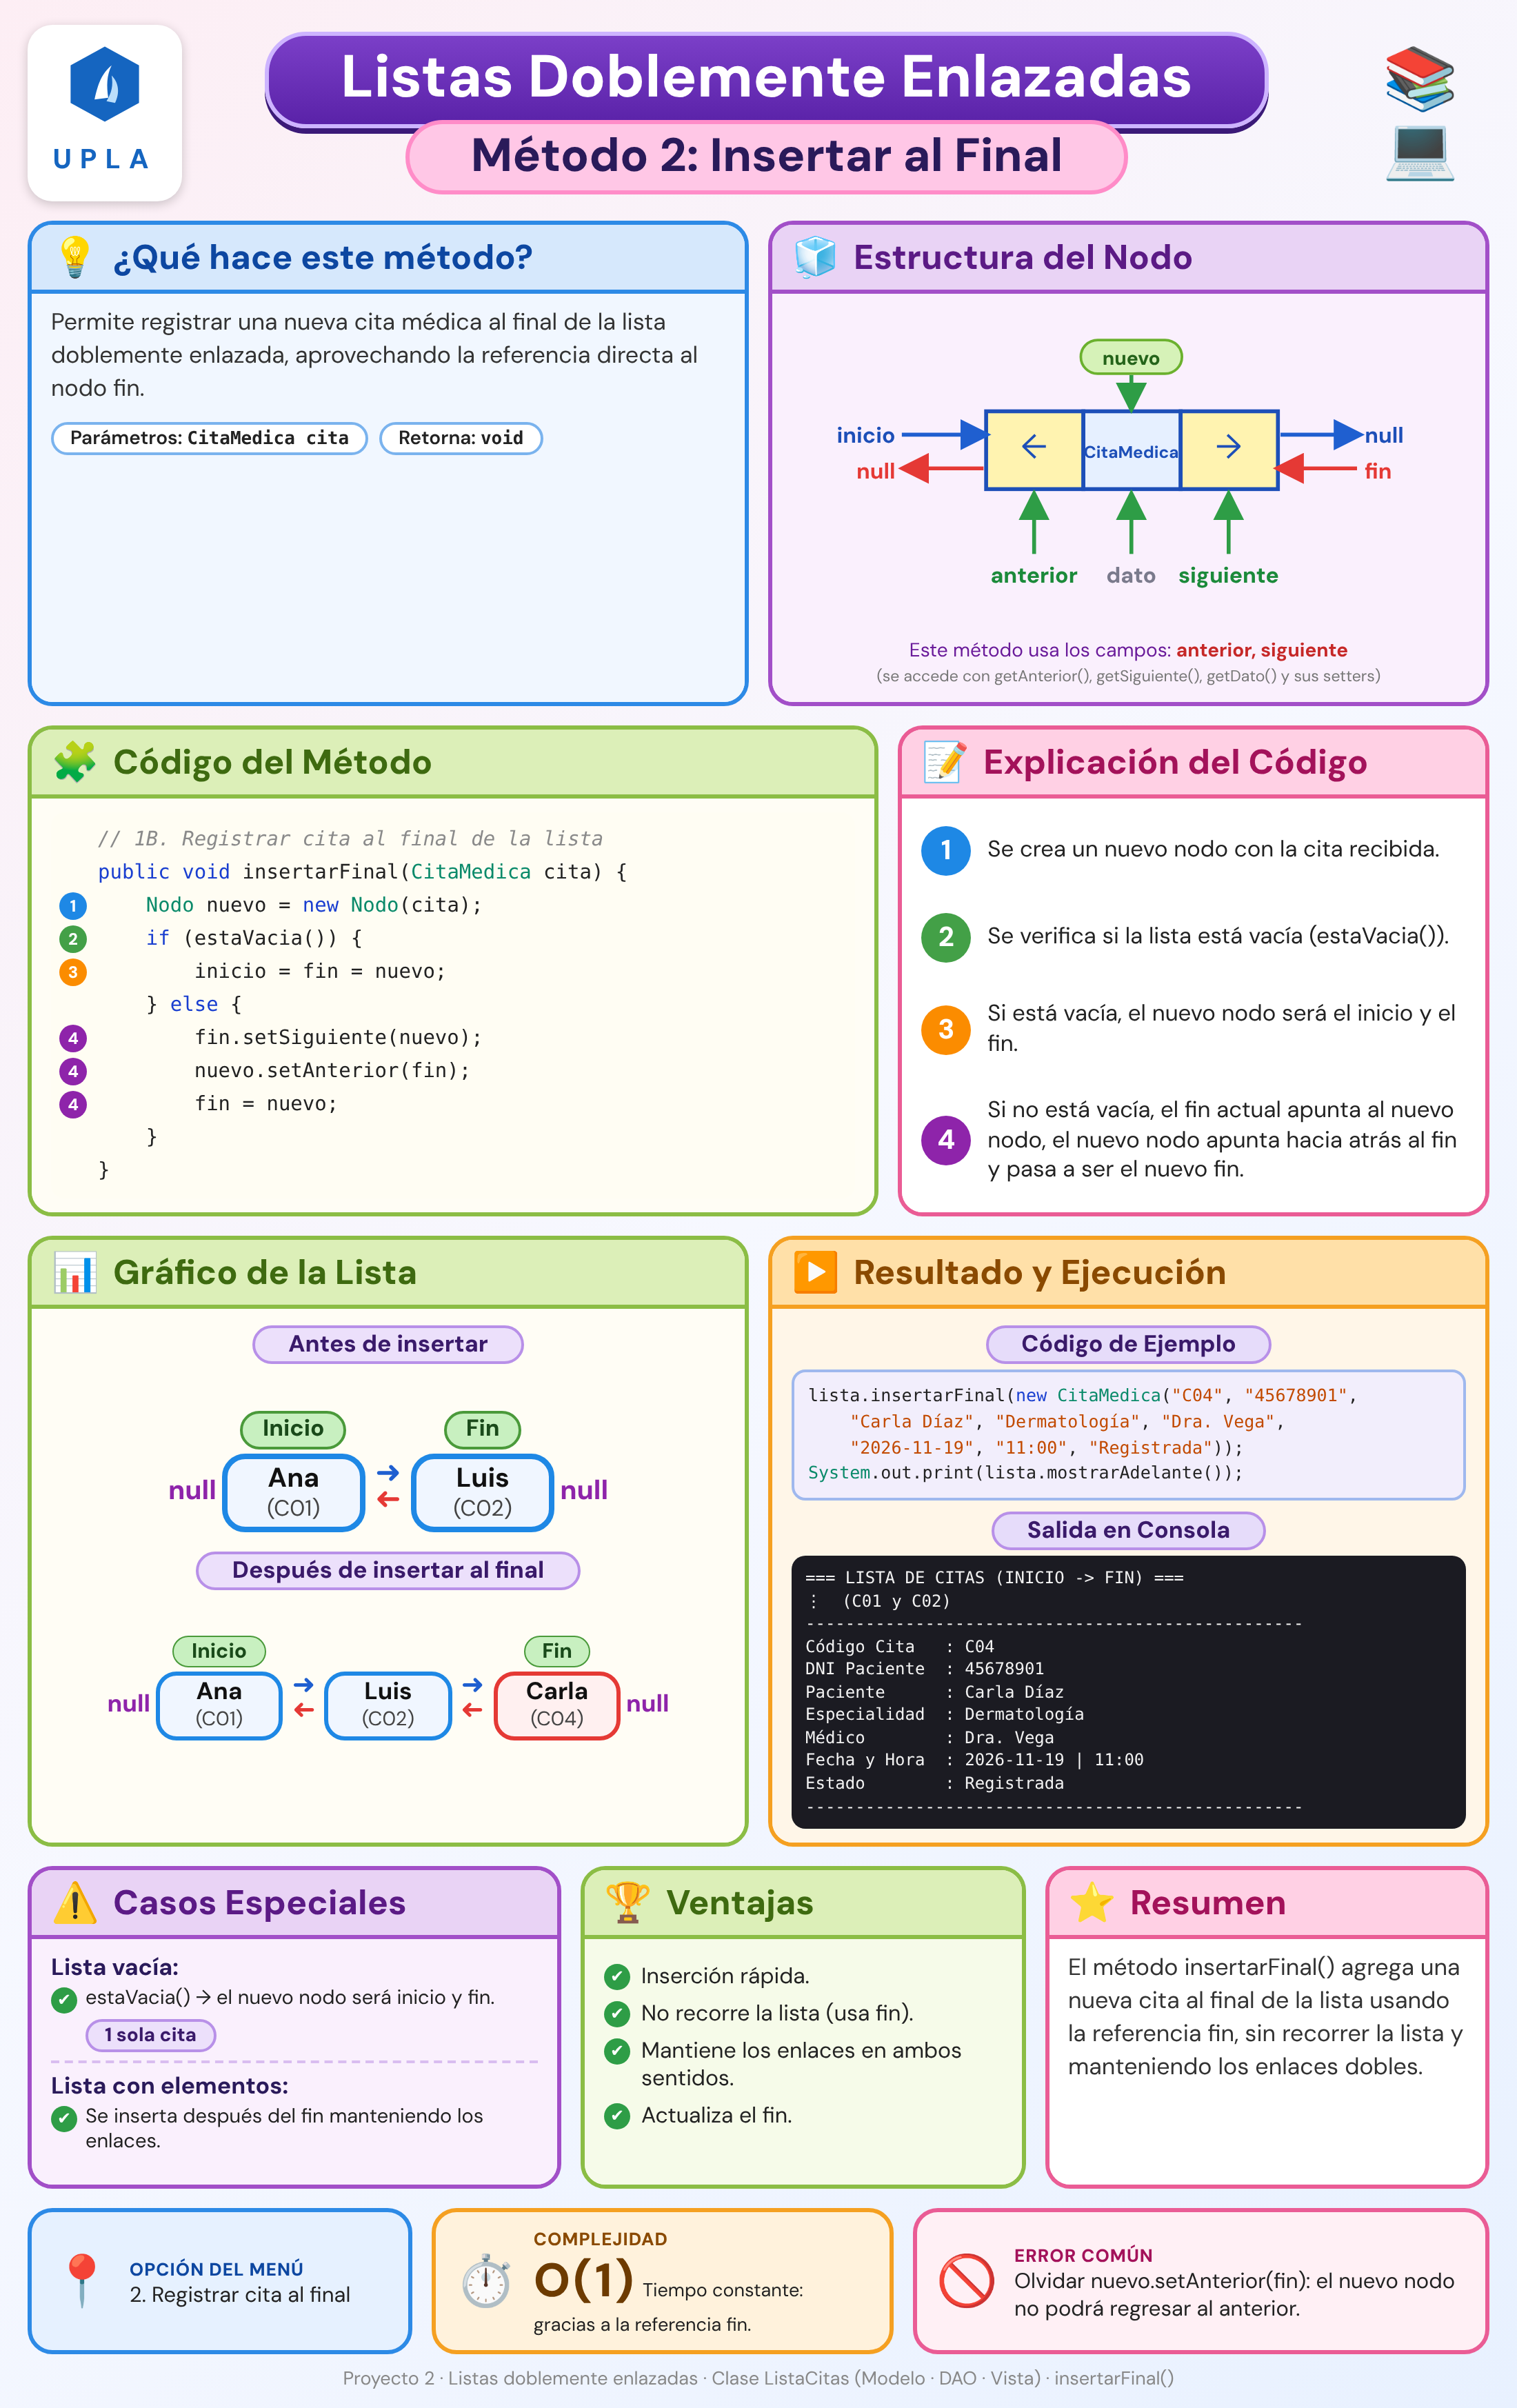 UPLA
Listas Doblemente Enlazadas
Método 2: Insertar al Final
¿Qué hace este método?
Permite registrar una nueva cita médica al final de la lista
doblemente enlazada, aprovechando la referencia directa al
nodo fin.
Parámetros: CitaMedica cita
Retorna: void
Estructura del Nodo
nuevo
inicio
null
←
CitaMedica
→
null
fin
anterior
dato
siguiente
Este método usa los campos: anterior, siguiente
(se accede con getAnterior(), getSiguiente(), getDato() y sus setters)
Código del Método
// 1B. Registrar cita al final de la lista
public void insertarFinal(CitaMedica cita) {
1     Nodo nuevo = new Nodo(cita);
2     if (estaVacia()) {
3         inicio = fin = nuevo;
    } else {
4         fin.setSiguiente(nuevo);
4         nuevo.setAnterior(fin);
4         fin = nuevo;
    }
}
Explicación del Código
1 Se crea un nuevo nodo con la cita recibida.
2 Se verifica si la lista está vacía (estaVacia()).
3 Si está vacía, el nuevo nodo será el inicio y el
fin.
4 Si no está vacía, el fin actual apunta al nuevo
nodo, el nuevo nodo apunta hacia atrás al fin
y pasa a ser el nuevo fin.
Gráfico de la Lista
Antes de insertar
Inicio
Fin
null
Ana
(C01)
Luis
(C02)
null
Después de insertar al final
Inicio
Fin
null
Ana
(C01)
Luis
(C02)
Carla
(C04)
null
Resultado y Ejecución
Código de Ejemplo
lista.insertarFinal(new CitaMedica("C04", "45678901",
    "Carla Díaz", "Dermatología", "Dra. Vega",
    "2026-11-19", "11:00", "Registrada"));
System.out.print(lista.mostrarAdelante());
Salida en Consola
=== LISTA DE CITAS (INICIO -> FIN) ===
⋮  (C01 y C02)
--------------------------------------------------
Código Cita   : C04
DNI Paciente  : 45678901
Paciente      : Carla Díaz
Especialidad  : Dermatología
Médico        : Dra. Vega
Fecha y Hora  : 2026-11-19 | 11:00
Estado        : Registrada
--------------------------------------------------
Casos Especiales
Lista vacía:
estaVacia() → el nuevo nodo será inicio y fin.
1 sola cita
Lista con elementos:
Se inserta después del fin manteniendo los
enlaces.
Ventajas
Inserción rápida.
No recorre la lista (usa fin).
Mantiene los enlaces en ambos
sentidos.
Actualiza el fin.
Resumen
El método insertarFinal() agrega una
nueva cita al final de la lista usando
la referencia fin, sin recorrer la lista y
manteniendo los enlaces dobles.
OPCIÓN DEL MENÚ
2. Registrar cita al final
COMPLEJIDAD
O(1) Tiempo constante:
gracias a la referencia fin.
ERROR COMÚN
Olvidar nuevo.setAnterior(fin): el nuevo nodo
no podrá regresar al anterior.
Proyecto 2 · Listas doblemente enlazadas · Clase ListaCitas (Modelo · DAO · Vista) · insertarFinal()